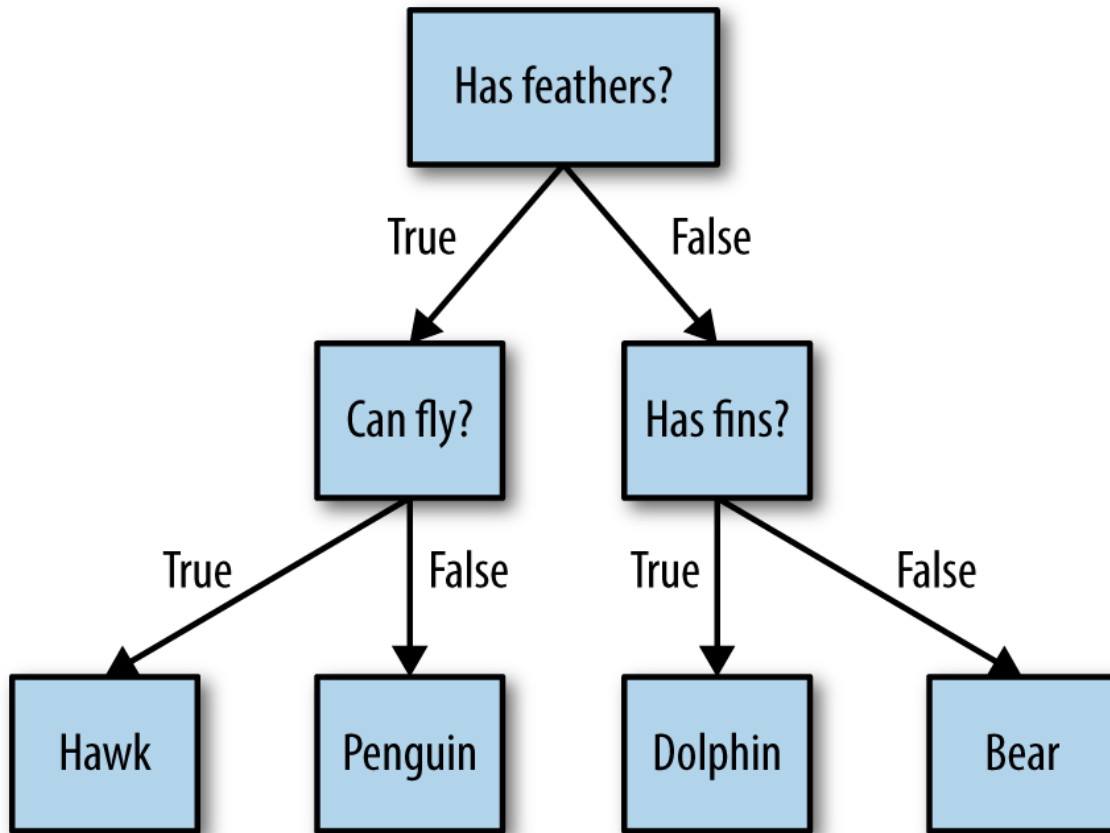 Has feathers?
True
False
Can fly?
Has fins?
True
False
True
False
Hawk
Penguin
Dolphin
Bear